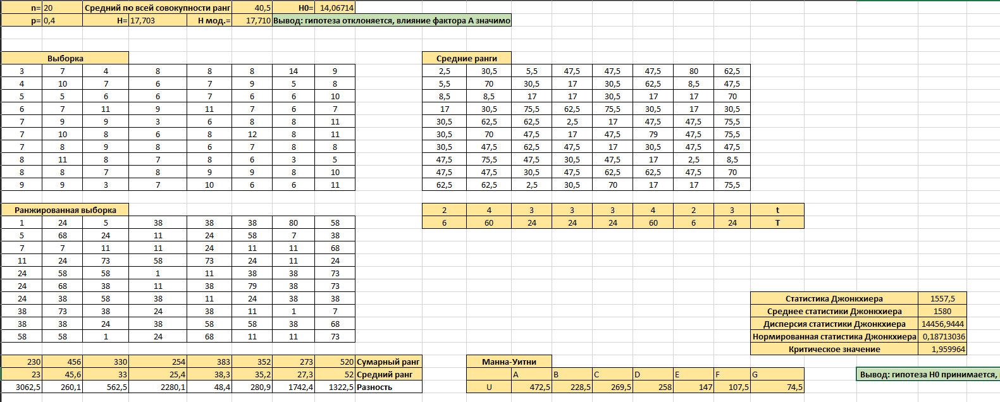 n= 20 Средний по всей совокупности ранг 40,5 H0= 14,06714
p= 0,4 H= 17,703 Н мод.= 17,710 Вывод: гипотеза отклоняется, влияние фактора А значимо
Выборка Средние ранги
3 7 4 8 8 8 14 9 2,5 30,5 5,5 47,5 47,5 47,5 80 62,5
4 10 7 6 7 9 5 8 5,5 70 30,5 17 30,5 62,5 8,5 47,5
5 5 6 6 7 6 6 10 8,5 8,5 17 17 30,5 17 17 70
6 7 11 9 11 7 6 7 17 30,5 75,5 62,5 75,5 30,5 17 30,5
7 9 9 3 6 8 8 11 30,5 62,5 62,5 2,5 17 47,5 47,5 75,5
7 10 8 6 8 12 8 11 30,5 70 47,5 17 47,5 79 47,5 75,5
7 8 9 8 6 7 8 8 30,5 47,5 62,5 47,5 17 30,5 47,5 47,5
8 11 8 7 8 6 3 5 47,5 75,5 47,5 30,5 47,5 17 2,5 8,5
8 8 7 8 9 9 8 10 47,5 47,5 30,5 47,5 62,5 62,5 47,5 70
9 9 3 7 10 6 6 11 62,5 62,5 2,5 30,5 70 17 17 75,5
Ранжированная выборка 2 4 3 3 3 4 2 3 t
1 24 5 38 38 38 80 58 6 60 24 24 24 60 6 24 T
5 68 24 11 24 58 7 38
7 7 11 11 24 11 11 68
11 24 73 58 73 24 11 24
24 58 58 1 11 38 38 73
24 68 38 11 38 79 38 73
24 38 58 38 11 24 38 38 Статистика Джонкхиера 1557,5
38 73 38 24 38 11 1 7 Среднее статистики Джонкхиера 1580
38 38 24 38 58 58 38 68 Дисперсия статистики Джонкхиера 14456,9444
58 58 1 24 68 11 11 73 Нормированная статистика Джонкхиера 0,18713036
Критическое значение 1,959964
230 456 330 254 383 352 273 520 Сумарный ранг Манна-Уитни
23 45,6 33 25,4 38,3 35,2 27,3 52 Средний ранг A B C D E F G Вывод: гипотеза Н0 принимается,
3062,5 260,1 562,5 2280,1 48,4 280,9 1742,4 1322,5 Разность U 472,5 228,5 269,5 258 147 107,5 74,5